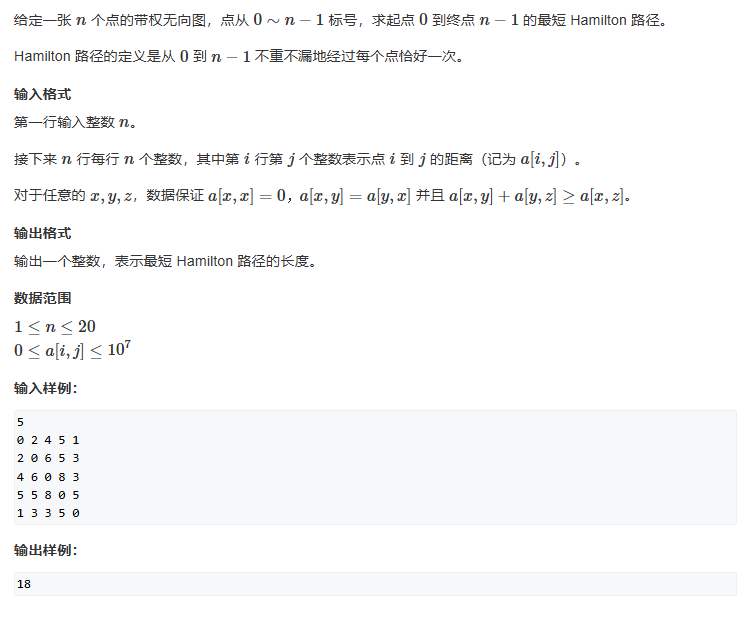 给定一张 n 个点的带权无向图，点从 0 ∼ n − 1 标号，求起点 0 到终点 n − 1 的最短 Hamilton 路径。
Hamilton 路径的定义是从 0 到 n − 1 不重不漏地经过每个点恰好一次。
输入格式
第一行输入整数 n。
接下来 n 行每行 n 个整数，其中第 i 行第 j 个整数表示点 i 到 j 的距离（记为 a[i, j]）。
对于任意的 x, y, z，数据保证 a[x, x] = 0，a[x, y] = a[y, x] 并且 a[x, y] + a[y, z] ≥ a[x, z]。
输出格式
输出一个整数，表示最短 Hamilton 路径的长度。
数据范围
1 ≤ n ≤ 20
0 ≤ a[i, j] ≤ 10⁷
输入样例：
5
0 2 4 5 1
2 0 6 5 3
4 6 0 8 3
5 5 8 0 5
1 3 3 5 0
输出样例：
18